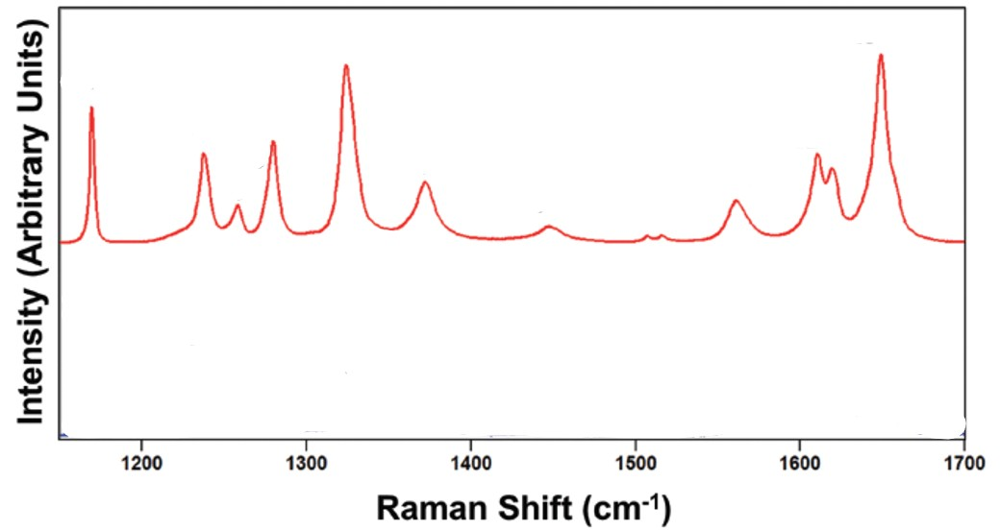 Intensity (Arbitrary Units)
1200 1300 1400 1500 1600 1700
Raman Shift (cm-1)